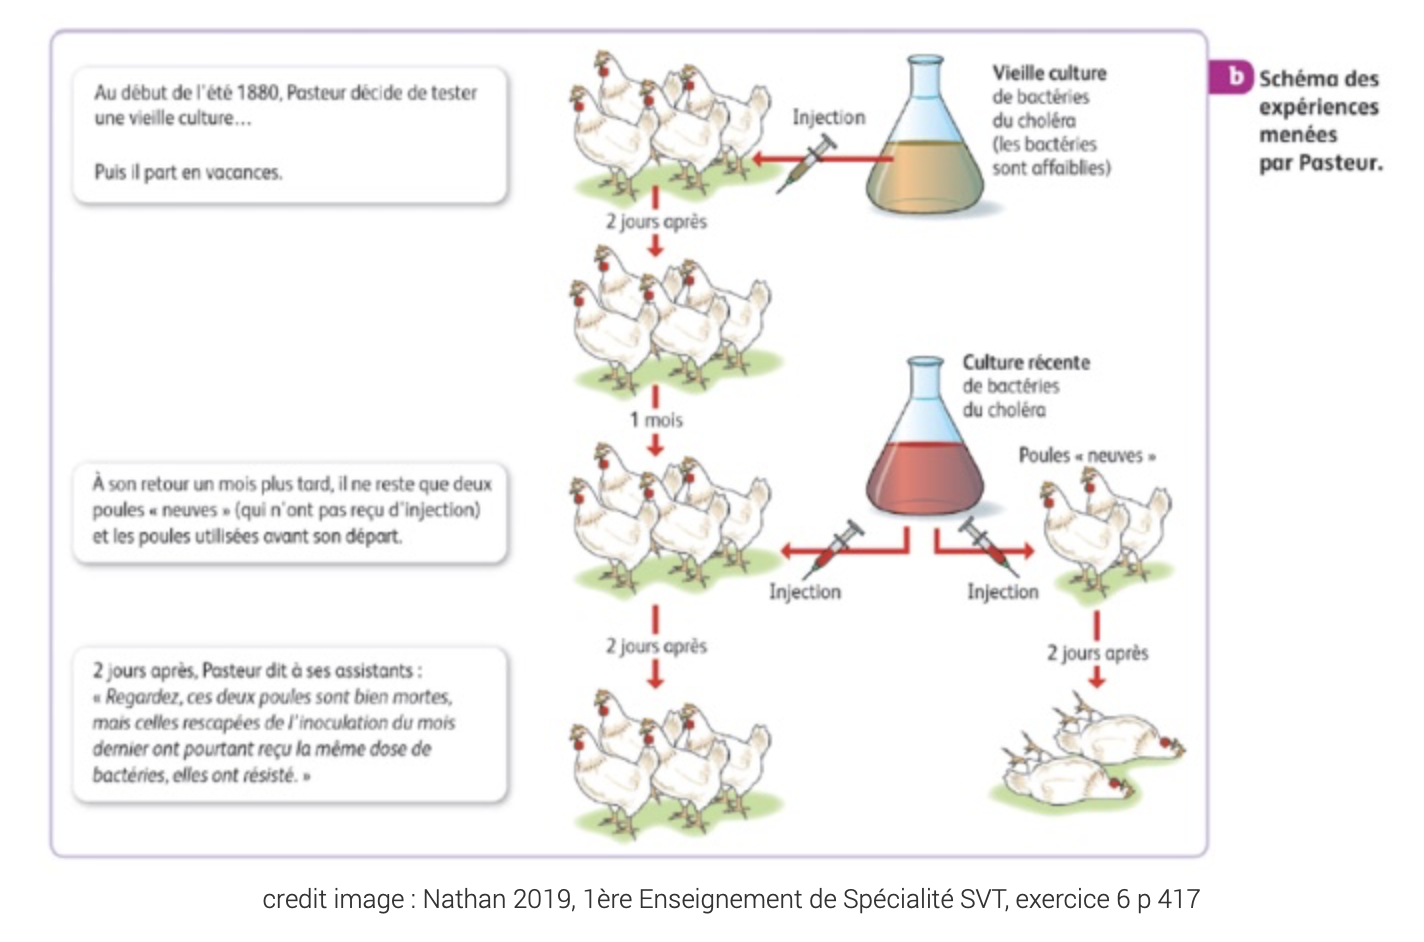 Au début de l'été 1880, Pasteur décide de tester
une vieille culture...
Puis il part en vacances.
Injection
Vieille culture
de bactéries
du choléra
(les bactéries
sont affaiblies)
b
Schéma des
expériences
menées
par Pasteur.
2 jours après
1 mois
Culture récente
de bactéries
du choléra
Poules « neuves »
À son retour un mois plus tard, il ne reste que deux
poules « neuves » (qui n'ont pas reçu d'injection)
et les poules utilisées avant son départ.
Injection
Injection
2 jours après
2 jours après
2 jours après, Pasteur dit à ses assistants :
« Regardez, ces deux poules sont bien mortes,
mais celles rescapées de l'inoculation du mois
dernier ont pourtant reçu la même dose de
bactéries, elles ont résisté. »
credit image : Nathan 2019, 1ère Enseignement de Spécialité SVT, exercice 6 p 417